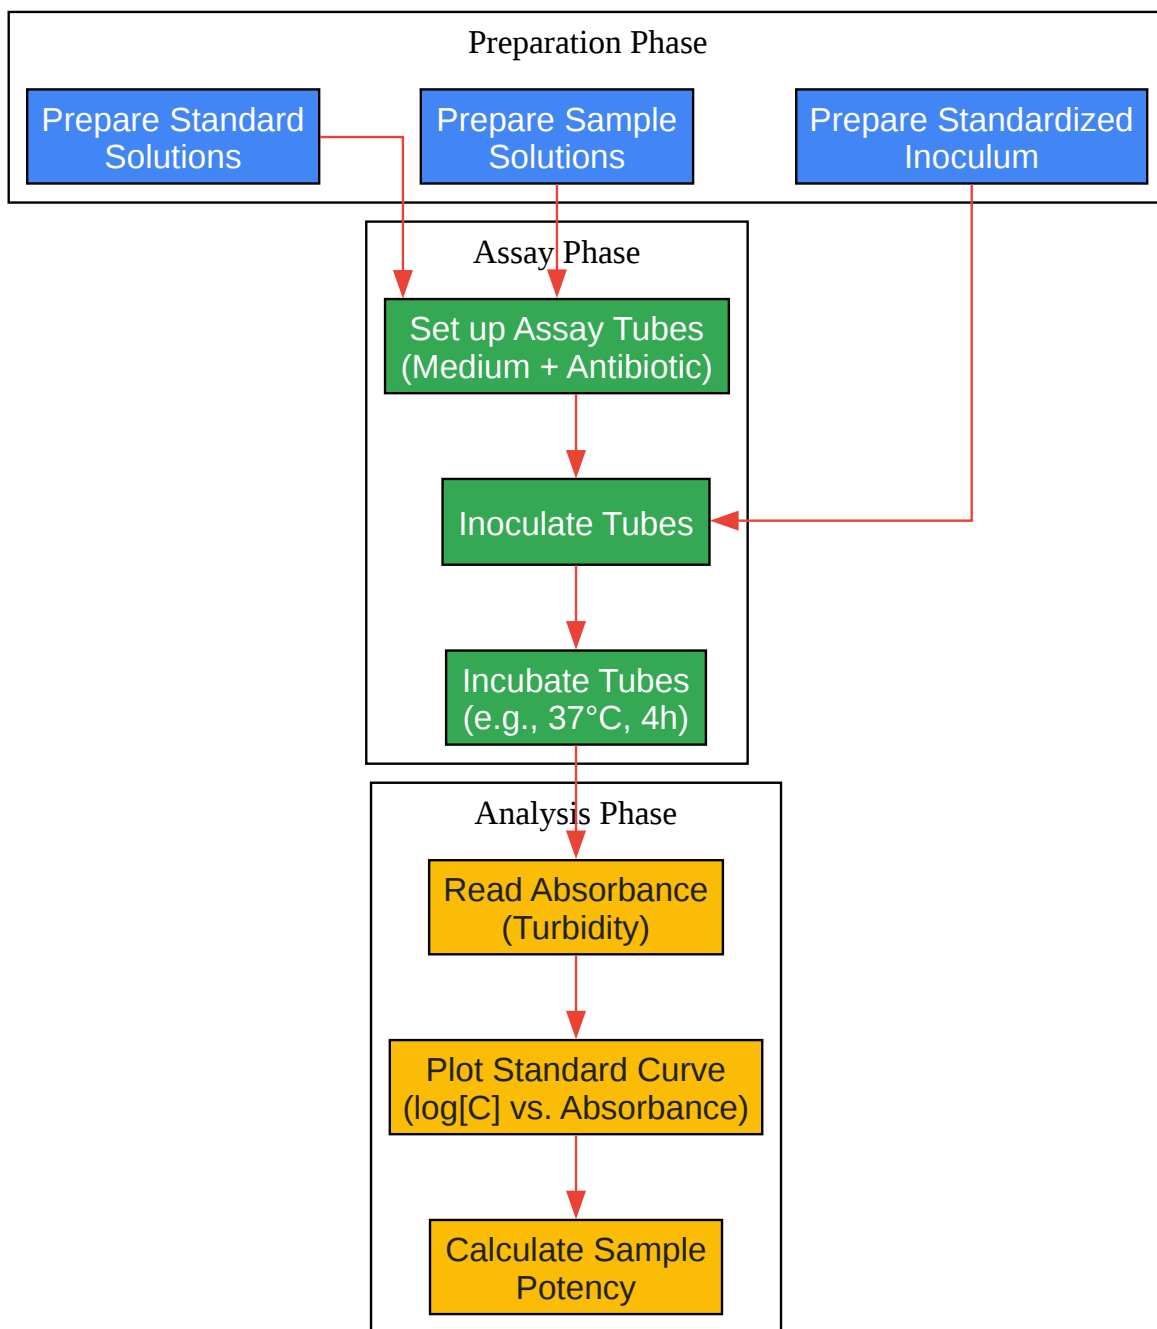 Preparation Phase
Prepare Standard
Solutions
Prepare Sample
Solutions
Prepare Standardized
Inoculum
Assay Phase
Set up Assay Tubes
(Medium + Antibiotic)
Inoculate Tubes
Incubate Tubes
(e.g., 37°C, 4h)
Analysis Phase
Read Absorbance
(Turbidity)
Plot Standard Curve
(log[C] vs. Absorbance)
Calculate Sample
Potency